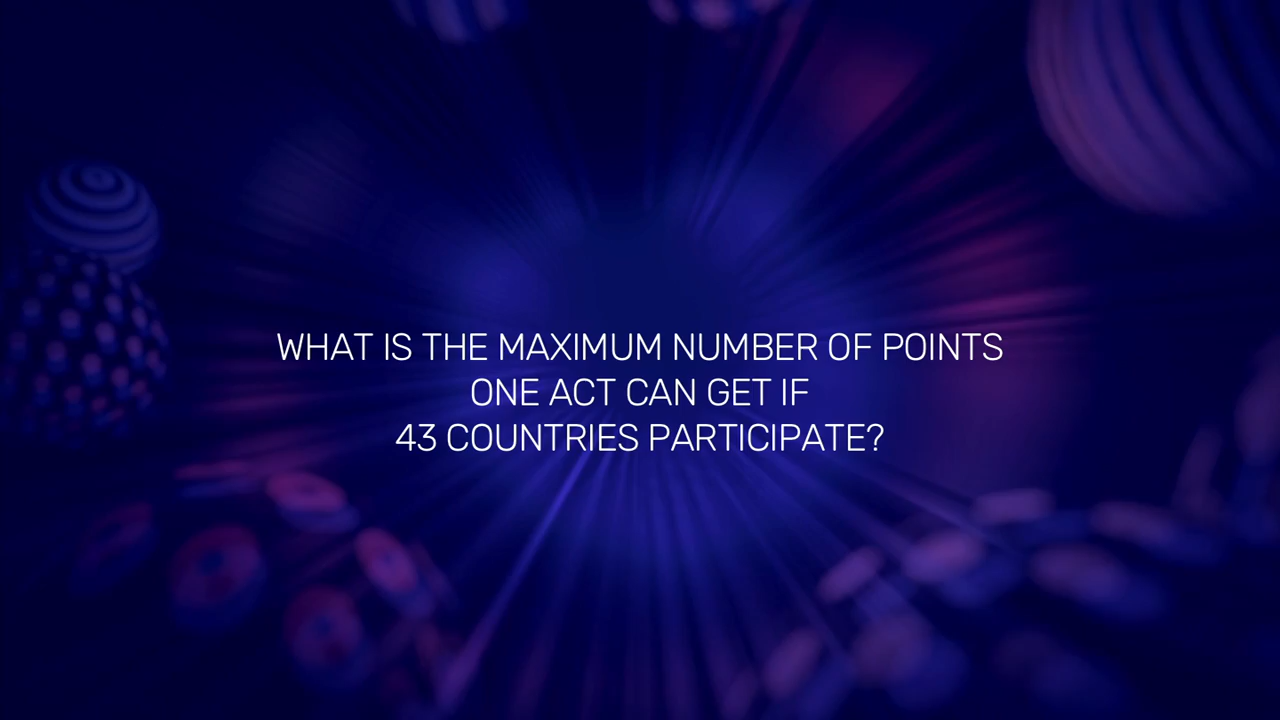 WHAT IS THE MAXIMUM NUMBER OF POINTS
ONE ACT CAN GET IF
43 COUNTRIES PARTICIPATE?